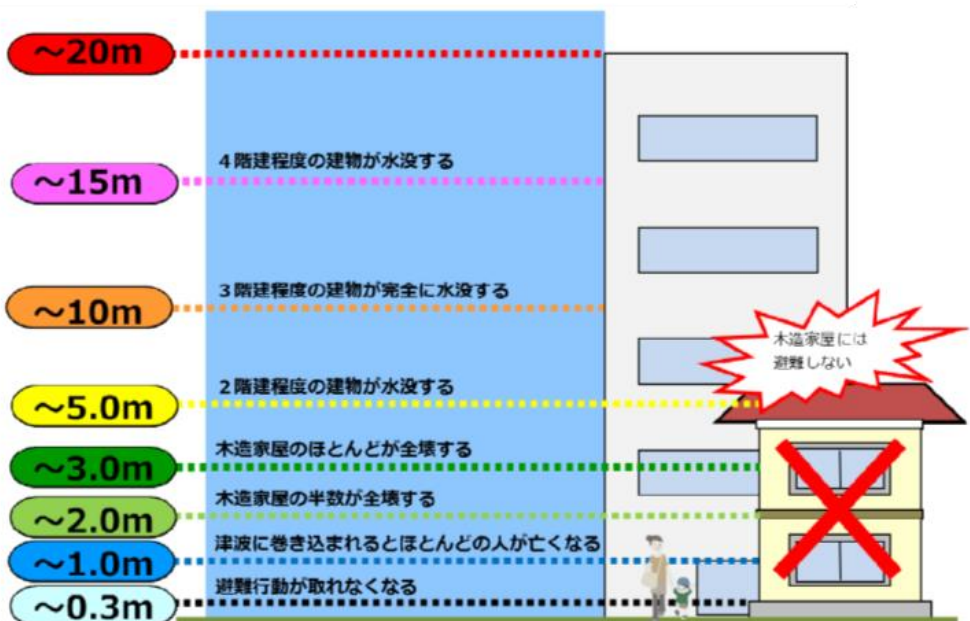 ～20m
4階建程度の建物が水没する
～15m
3階建程度の建物が完全に水没する
～10m
木造家屋には
避難しない
2階建程度の建物が水没する
～5.0m
木造家屋のほとんどが全壊する
～3.0m
木造家屋の半数が全壊する
～2.0m
津波に巻き込まれるとほとんどの人が亡くなる
～1.0m
避難行動が取れなくなる
～0.3m